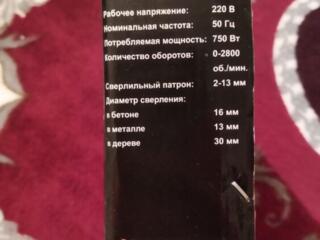 Рабочее напряжение: 220 В
Номинальная частота: 50 Гц
Потребляемая мощность: 750 Вт
Количество оборотов: 0-2800
об./мин.
Сверлильный патрон: 2-13 мм
Диаметр сверления:
в бетоне 16 мм
в металле 13 мм
в дереве 30 мм